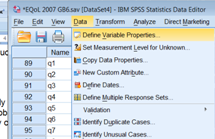 *EQoL 2007 GB6.sav [DataSet4] - IBM SPSS Statistics Data Editor
File Edit View Data Transform Analyze Direct Marketing
Define Variable Properties...
Set Measurement Level for Unknown...
Name
Copy Data Properties...
89 q1
New Custom Attribute...
90 q2
Define Dates...
91 q3
Define Multiple Response Sets...
92 q4
Validation
93 q5
Identify Duplicate Cases...
94 q6
Identify Unusual Cases...
95 q7